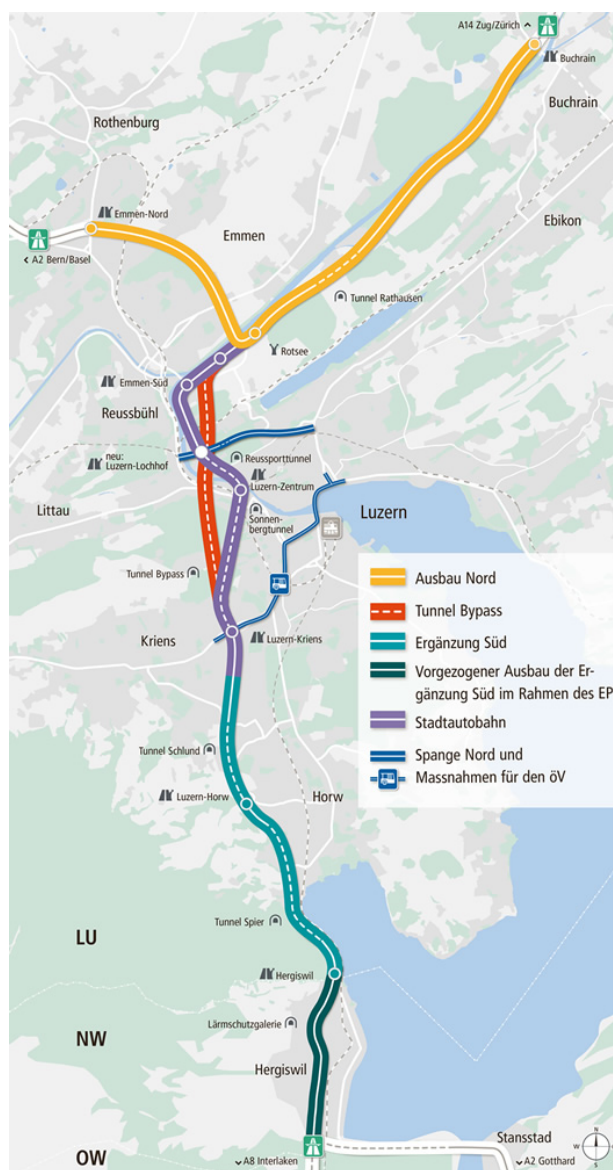 A14 Zug/Zürich
Buchrain
Buchrain
Rothenburg
Emmen-Nord
Emmen
Ebikon
A2 Bern/Basel
Tunnel Rathausen
Rotsee
Emmen-Süd
Reussbühl
neu:
Luzern-Lochhof
Reussporttunnel
Luzern-Zentrum
Littau
Sonnen-
bergtunnel
Luzern
Tunnel Bypass
Kriens
Luzern-Kriens
Ausbau Nord
Tunnel Bypass
Ergänzung Süd
Vorgezogener Ausbau der Er-
gänzung Süd im Rahmen des EP
Stadtautobahn
Spange Nord und
Massnahmen für den öV
Tunnel Schlund
Luzern-Horw
Horw
Tunnel Spier
LU
Hergiswil
NW
Lärmschutzgalerie
Hergiswil
OW
A8 Interlaken
Stansstad
A2 Gotthard
N
W